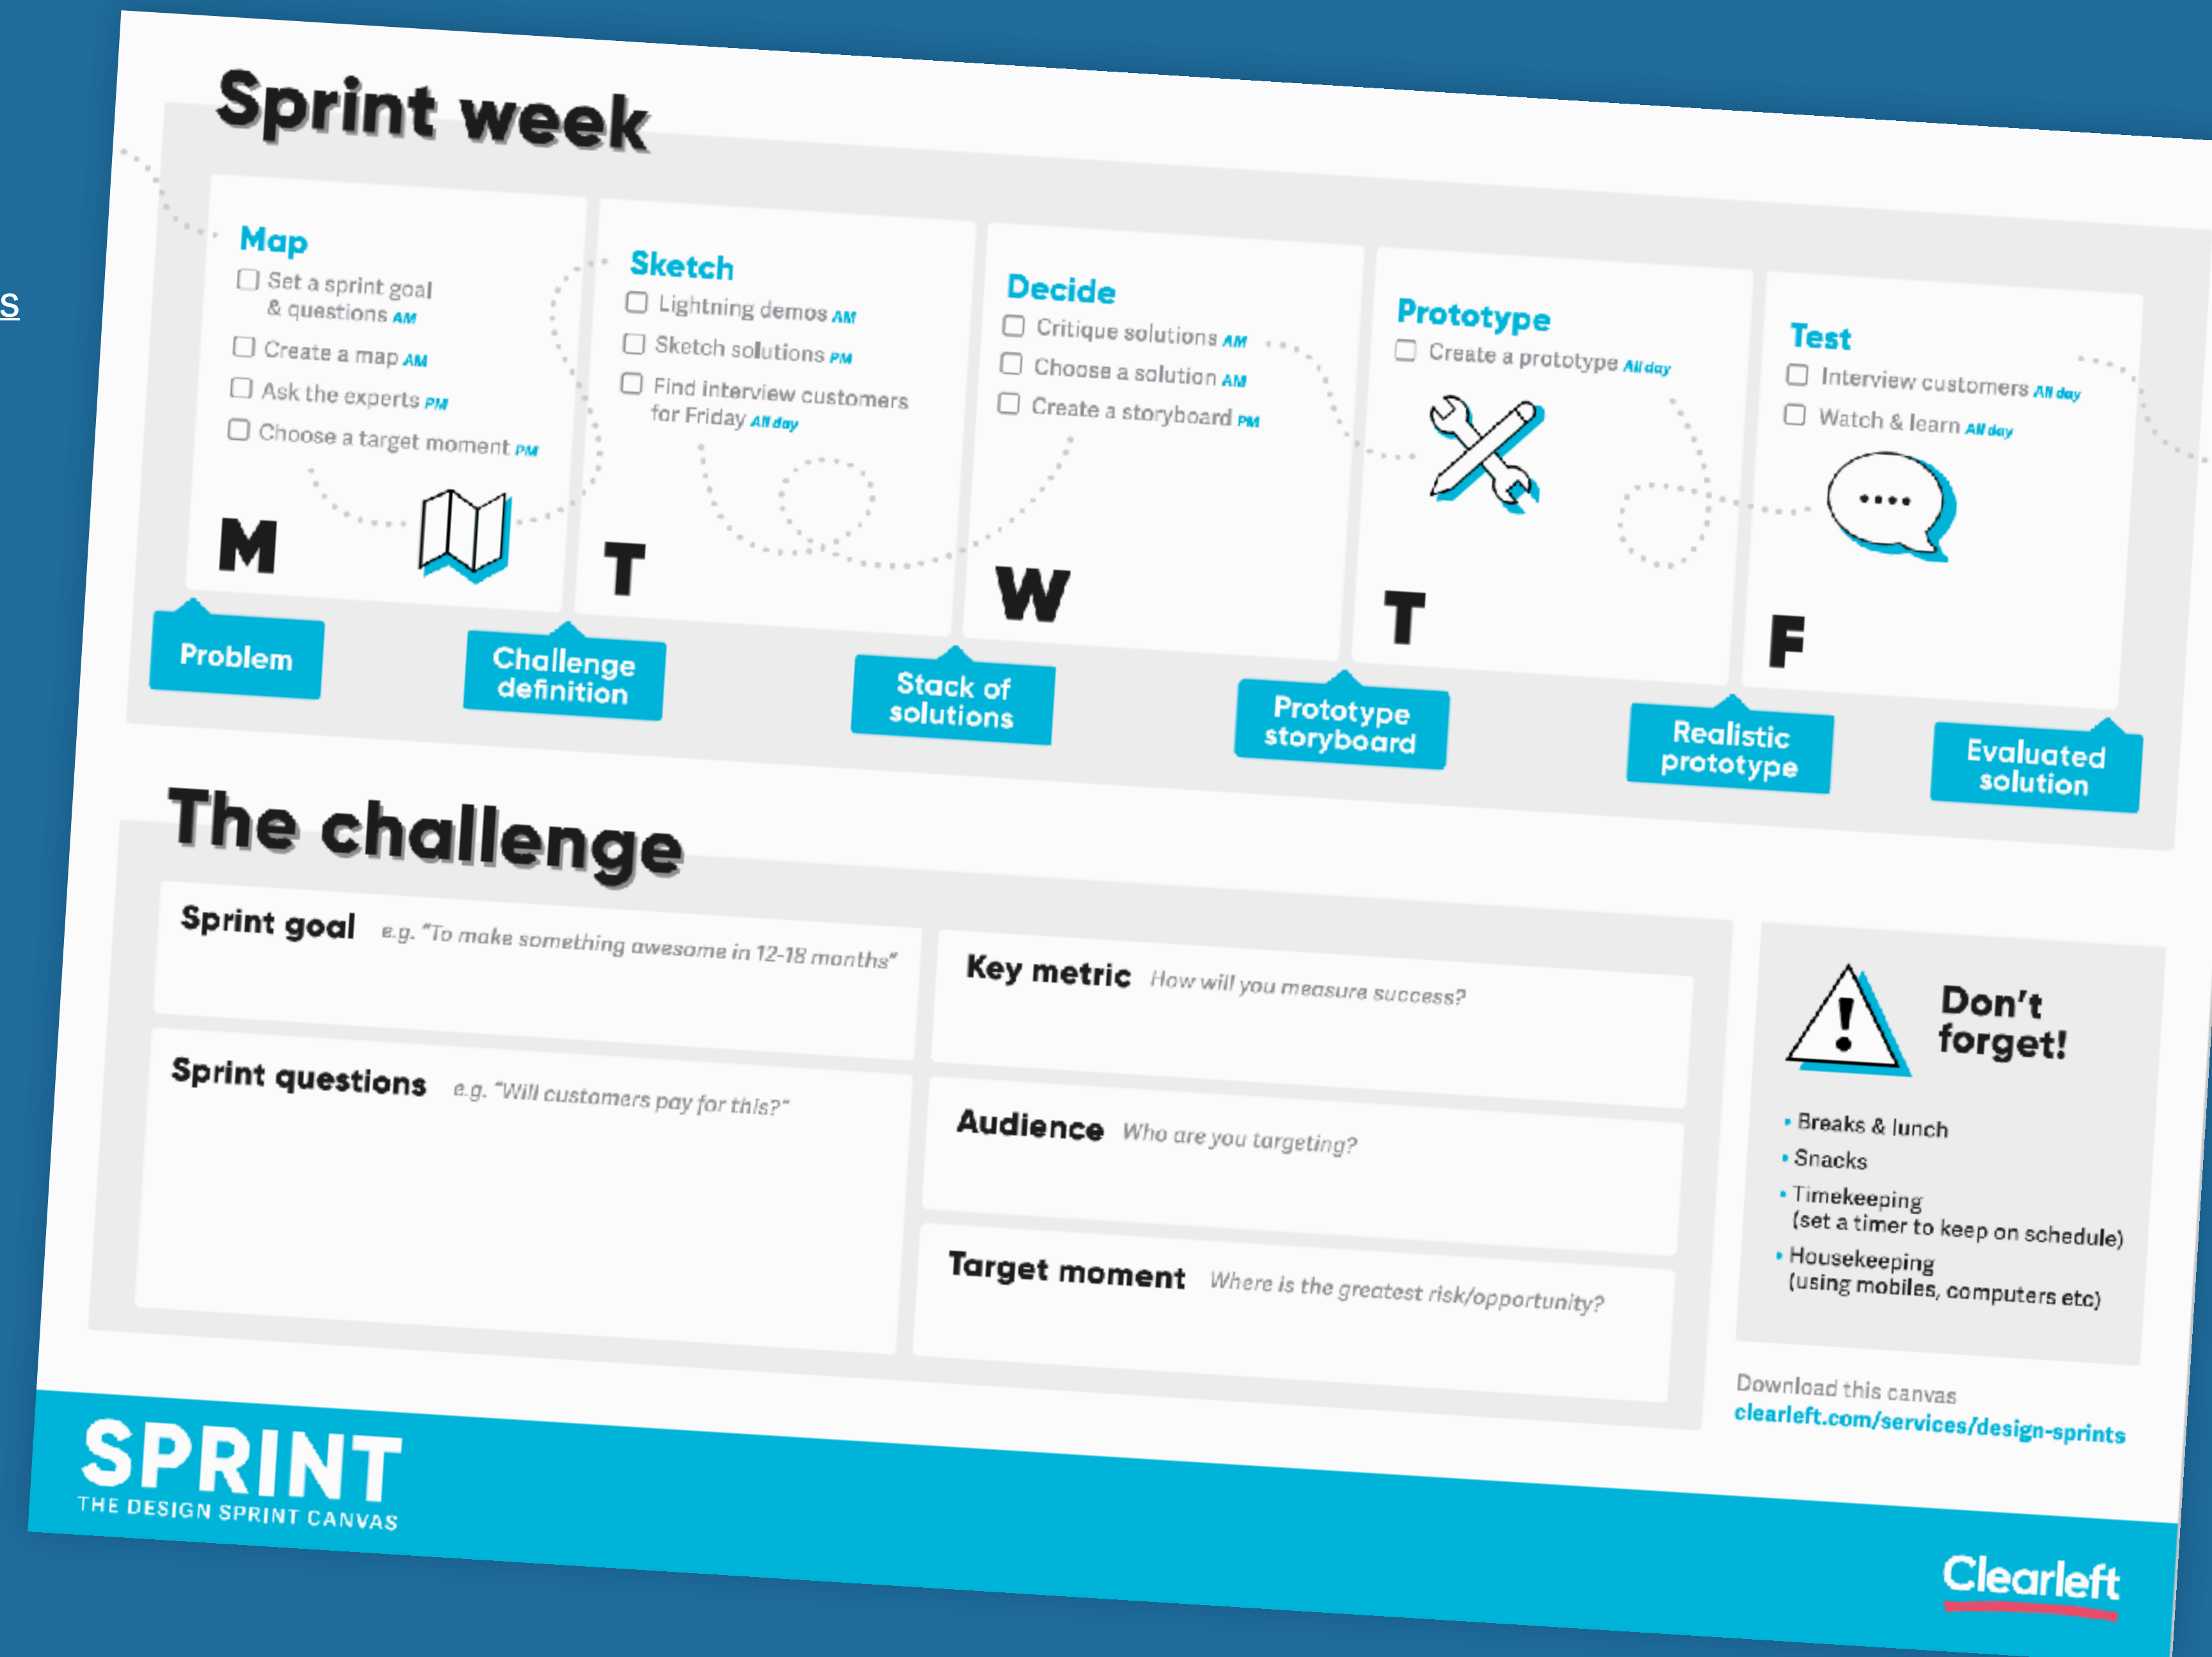 s
Sprint week
Map
Set a sprint goal
& questions AM
Create a map AM
Ask the experts PM
Choose a target moment PM
M
Sketch
Lightning demos AM
Sketch solutions PM
Find interview customers
for Friday All day
T
Decide
Critique solutions AM
Choose a solution AM
Create a storyboard PM
W
Prototype
Create a prototype All day
T
Test
Interview customers All day
Watch & learn All day
F
Problem
Challenge
definition
Stack of
solutions
Prototype
storyboard
Realistic
prototype
Evaluated
solution
The challenge
Sprint goal e.g. "To make something awesome in 12-18 months"
Sprint questions e.g. "Will customers pay for this?"
Key metric How will you measure success?
Audience Who are you targeting?
Target moment Where is the greatest risk/opportunity?
Don't
forget!
• Breaks & lunch
• Snacks
• Timekeeping
(set a timer to keep on schedule)
• Housekeeping
(using mobiles, computers etc)
Download this canvas
clearleft.com/services/design-sprints
SPRINT
THE DESIGN SPRINT CANVAS
Clearleft